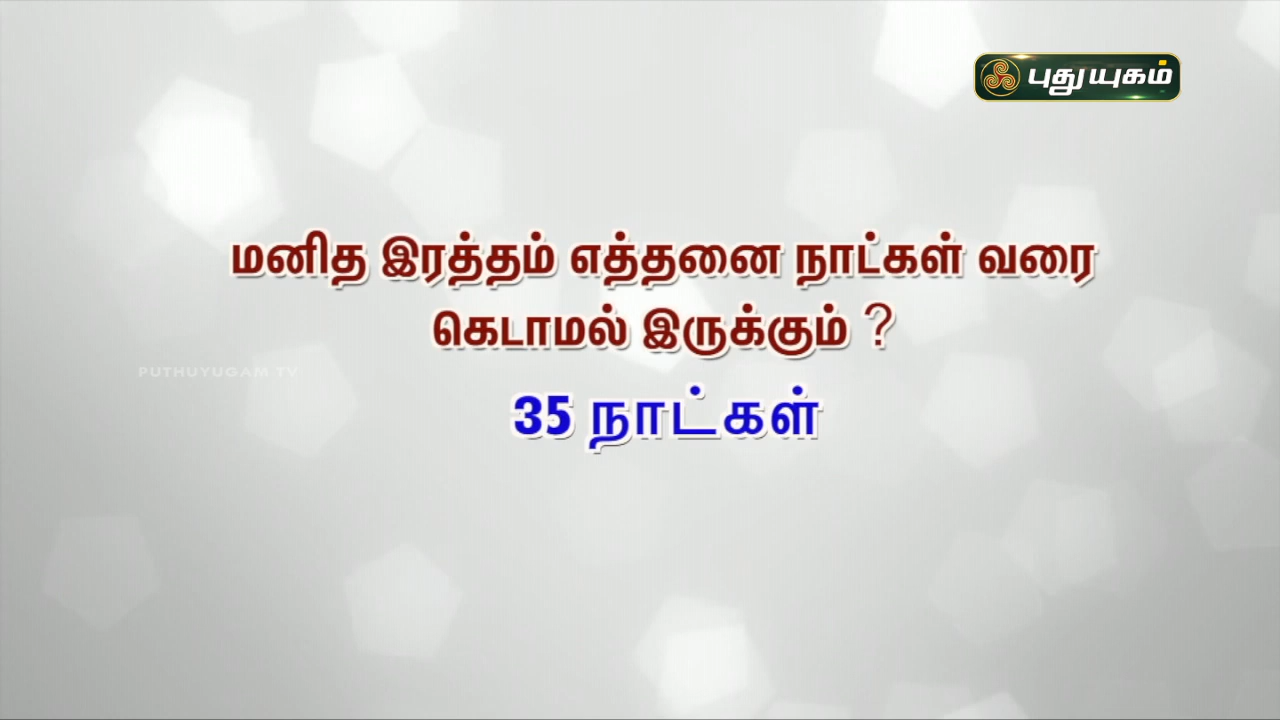 புதுயுகம்
மனித இரத்தம் எத்தனை நாட்கள் வரை
கெடாமல் இருக்கும் ?
PUTHUYUGAM TV
35 நாட்கள்